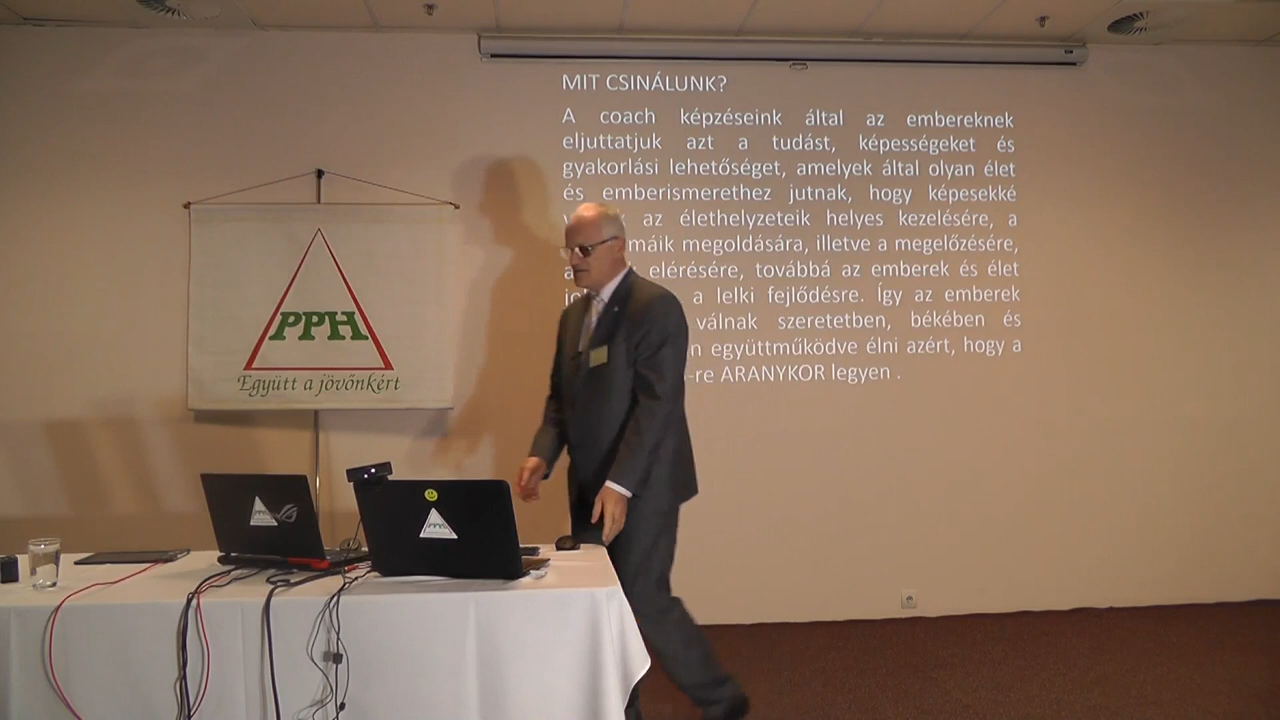 MIT CSINÁLUNK?
A coach képzéseink által az embereknek
eljuttatjuk azt a tudást, képességeket és
gyakorlási lehetőséget, amelyek által olyan élet
és emberismerethez jutnak, hogy képesekké
az élethelyzeteik helyes kezelésére, a
máik megoldására, illetve a megelőzésére,
elérésére, továbbá az emberek és élet
a lelki fejlődésre. Így az emberek
válnak szeretetben, békében és
együttműködve élni azért, hogy a
-re ARANYKOR legyen .
PPH
Együtt a jövőnkért